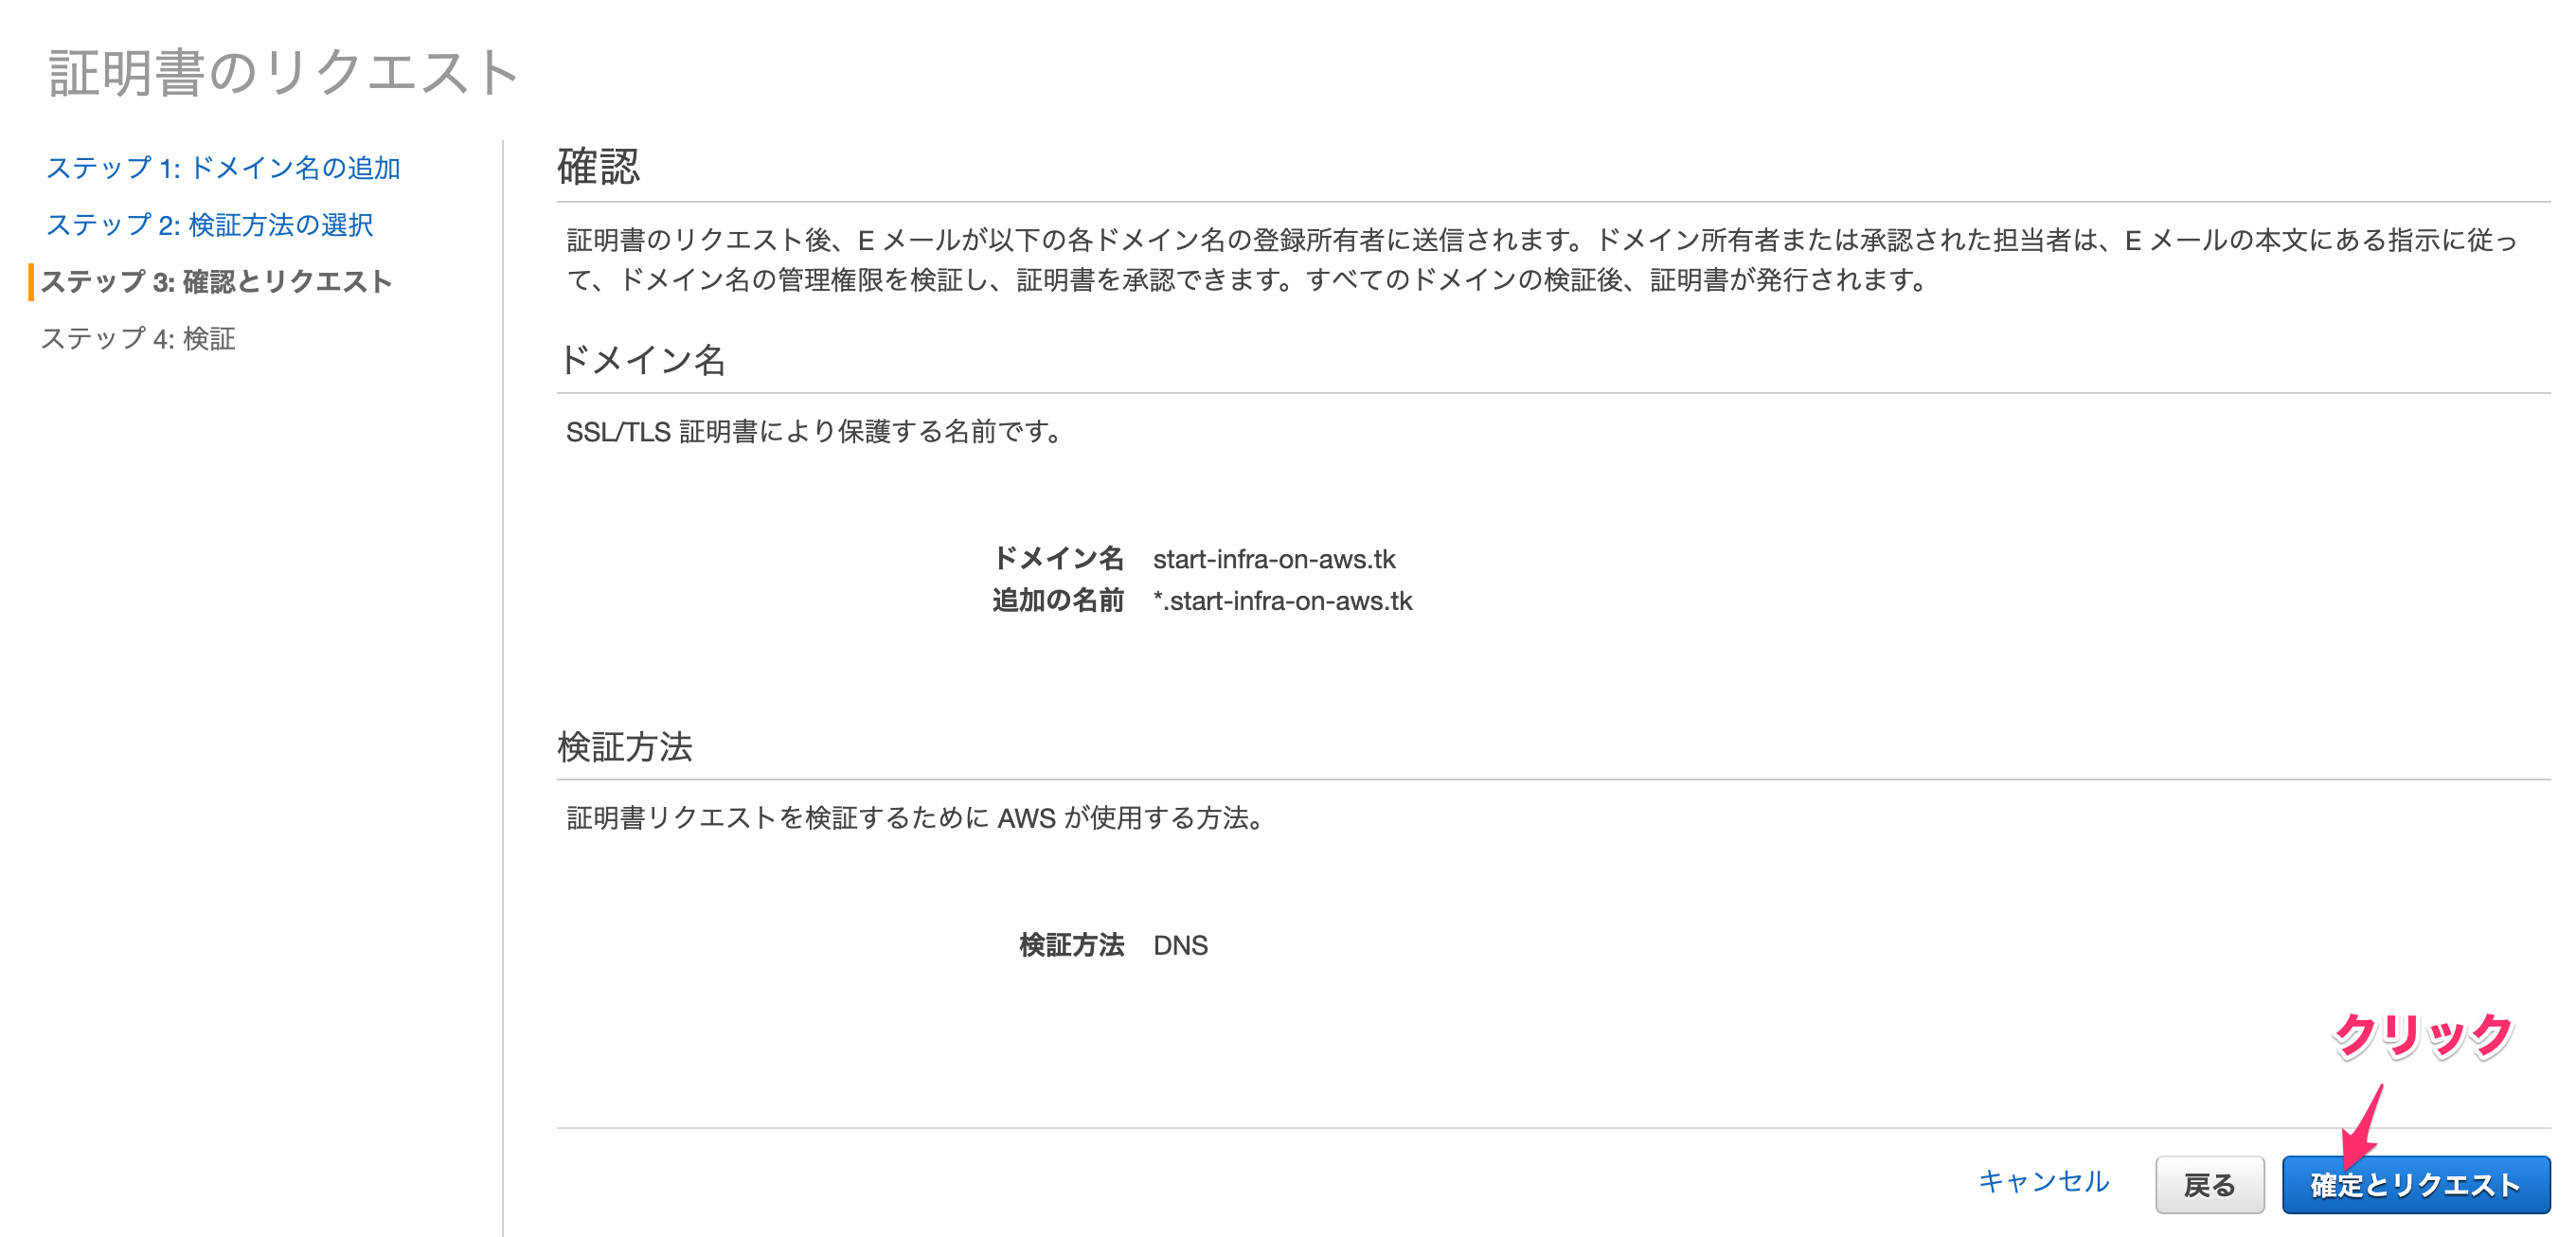 証明書のリクエスト
ステップ 1: ドメイン名の追加
ステップ 2: 検証方法の選択
ステップ 3: 確認とリクエスト
ステップ 4: 検証
確認
証明書のリクエスト後、E メールが以下の各ドメイン名の登録所有者に送信されます。ドメイン所有者または承認された担当者は、E メールの本文にある指示に従っ
て、ドメイン名の管理権限を検証し、証明書を承認できます。すべてのドメインの検証後、証明書が発行されます。
ドメイン名
SSL/TLS 証明書により保護する名前です。
ドメイン名 start-infra-on-aws.tk
追加の名前 *.start-infra-on-aws.tk
検証方法
証明書リクエストを検証するために AWS が使用する方法。
検証方法 DNS
クリック
キャンセル 戻る 確定とリクエスト